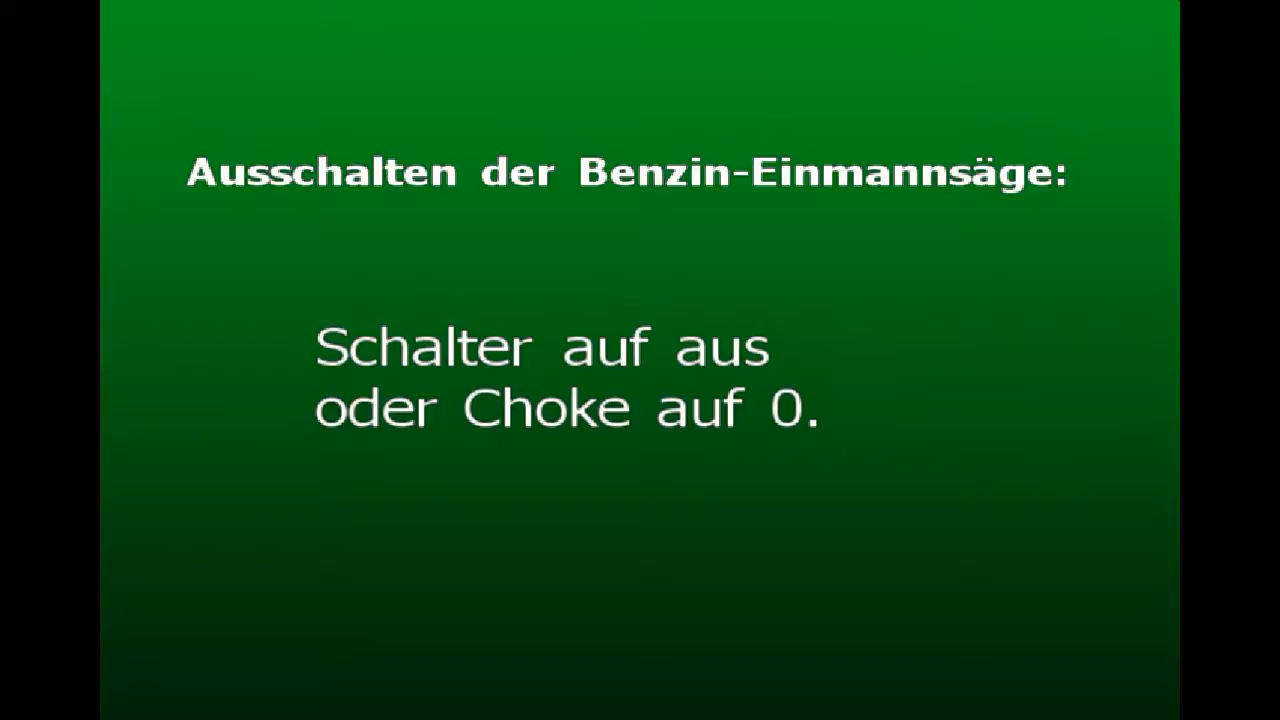 Ausschalten der Benzin-Einmannsäge:
Schalter auf aus
oder Choke auf 0.